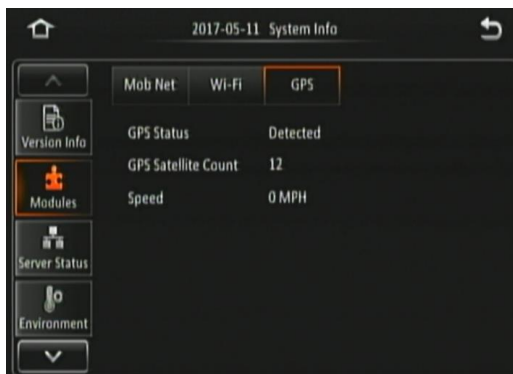 2017-05-11 System Info
Mob Net Wi-Fi GPS
Version Info
Modules
Server Status
Environment
GPS Status Detected
GPS Satellite Count 12
Speed 0 MPH